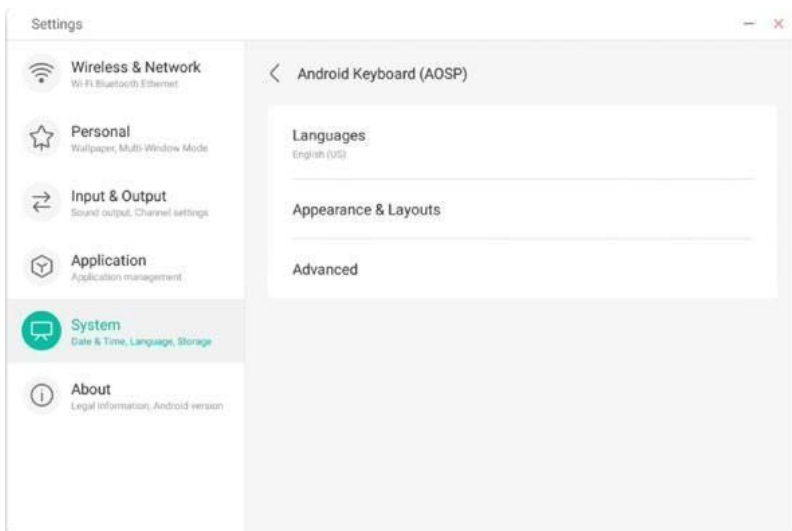 Settings
Wireless & Network
Wi-Fi Bluetooth Ethernet
Personal
Wallpaper, Multi-Window Mode
Input & Output
Sound output, Channel settings
Application
Application management
System
Date & Time, Language, Storage
About
Legal information, Android version
Android Keyboard (AOSP)
Languages
English (US)
Appearance & Layouts
Advanced